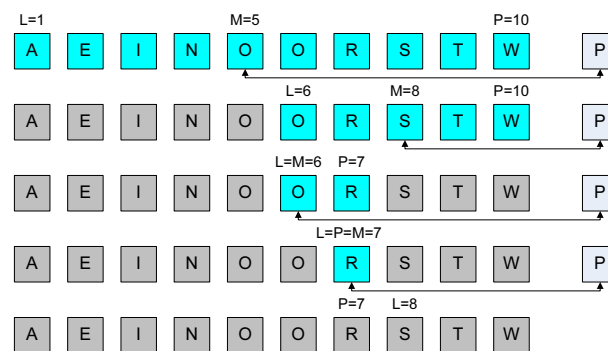 L=1 M=5 P=10
A E I N O O R S T W P
L=6 M=8 P=10
A E I N O O R S T W P
L=M=6 P=7
A E I N O O R S T W P
L=P=M=7
A E I N O O R S T W P
P=7 L=8
A E I N O O R S T W